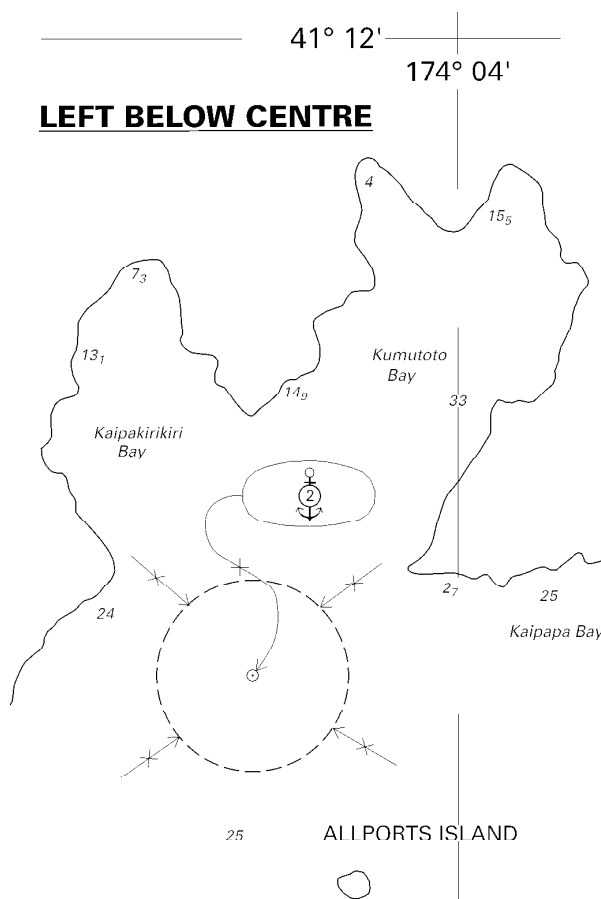 41° 12'
174° 04'
LEFT BELOW CENTRE
4
15₅
7₃
13₁
Kumutoto
Bay
14₉
33
Kaipakirikiri
Bay
2
24
2₇
25
Kaipapa Bay
25
ALLPORTS ISLAND